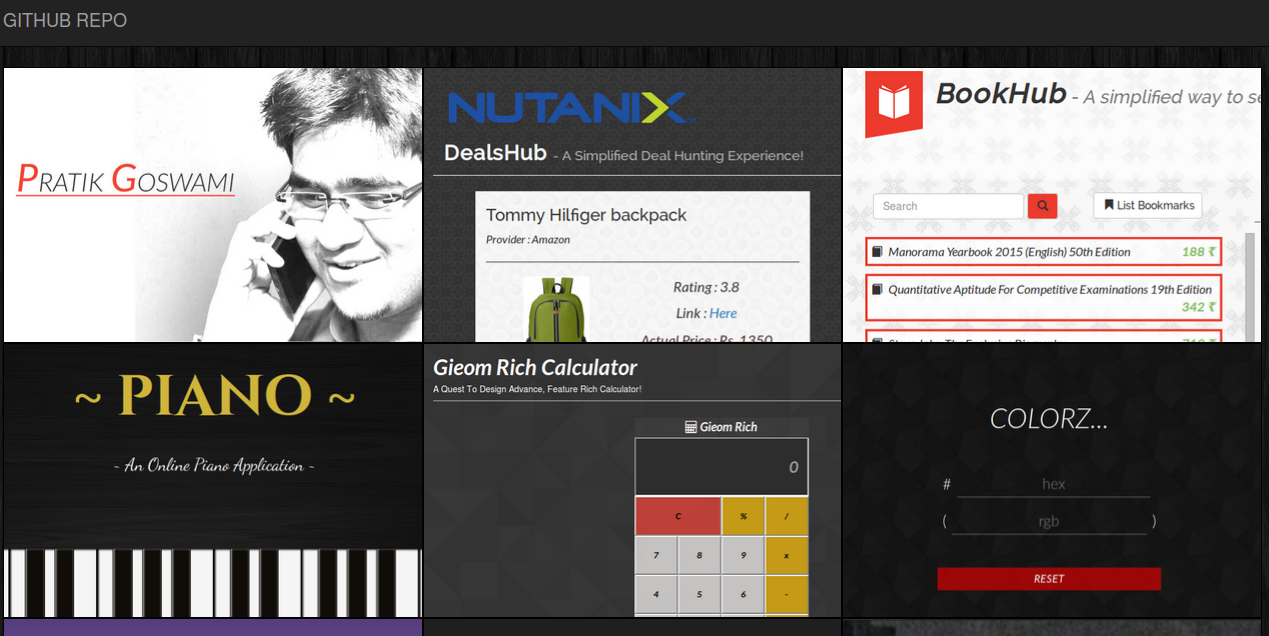 GITHUB REPO
PRATIK GOSWAMI
NUTANIX
DealsHub - A Simplified Deal Hunting Experience!
Tommy Hilfiger backpack
Provider : Amazon
Rating : 3.8
Link : Here
Actual Price : Rs. 1350
BookHub - A simplified way to se
Search
List Bookmarks
Manorama Yearbook 2015 (English) 50th Edition 188 ₹
Quantitative Aptitude For Competitive Examinations 19th Edition
342 ₹
~ PIANO ~
~ An Online Piano Application ~
Gieom Rich Calculator
A Quest To Design Advance, Feature Rich Calculator!
Gieom Rich
0
C % /
7 8 9 x
4 5 6 -
COLORZ...
# hex
( rgb )
RESET